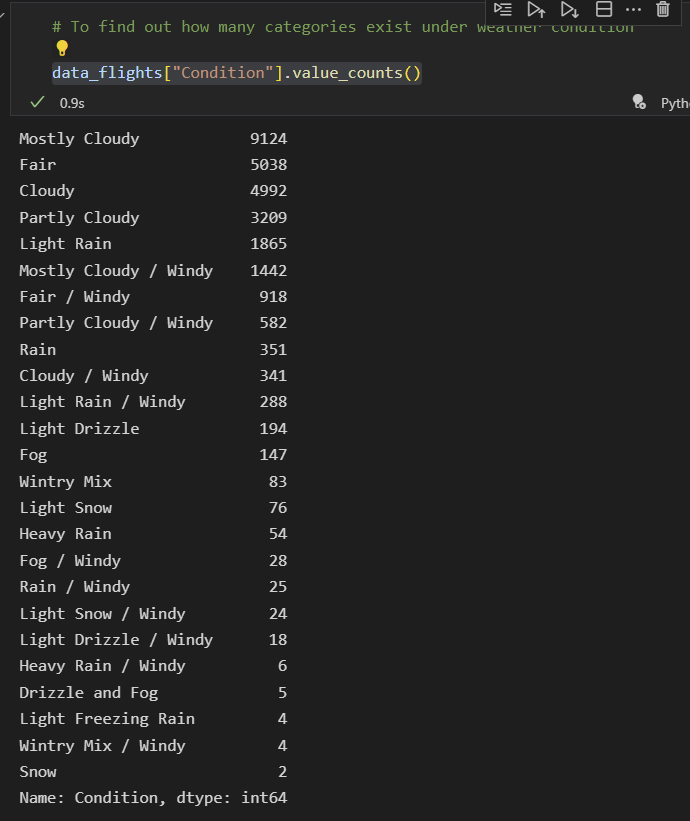 # To find out how many categories exist under weather condition
data_flights["Condition"].value_counts()
0.9s
Mostly Cloudy 9124
Fair 5038
Cloudy 4992
Partly Cloudy 3209
Light Rain 1865
Mostly Cloudy / Windy 1442
Fair / Windy 918
Partly Cloudy / Windy 582
Rain 351
Cloudy / Windy 341
Light Rain / Windy 288
Light Drizzle 194
Fog 147
Wintry Mix 83
Light Snow 76
Heavy Rain 54
Fog / Windy 28
Rain / Windy 25
Light Snow / Windy 24
Light Drizzle / Windy 18
Heavy Rain / Windy 6
Drizzle and Fog 5
Light Freezing Rain 4
Wintry Mix / Windy 4
Snow 2
Name: Condition, dtype: int64